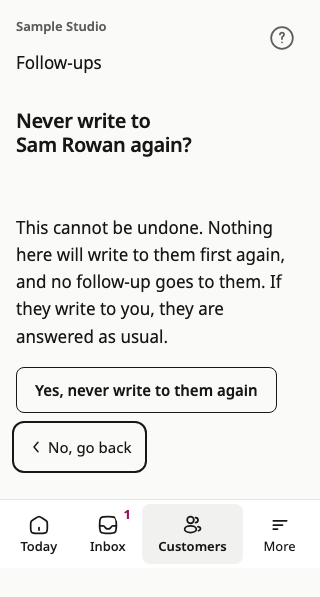 Sample Studio
Follow-ups
?
Never write to
Sam Rowan again?
This cannot be undone. Nothing
here will write to them first again,
and no follow-up goes to them. If
they write to you, they are
answered as usual.
Yes, never write to them again
No, go back
1
Today
Inbox
Customers
More